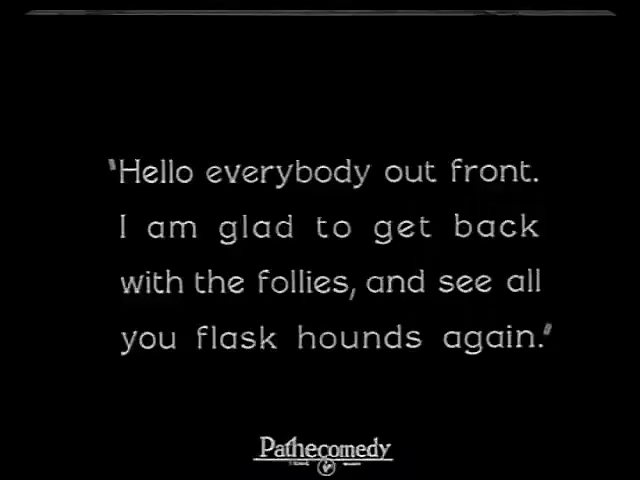 "Hello everybody out front.
I am glad to get back
with the follies, and see all
you flask hounds again."
Pathecomedy